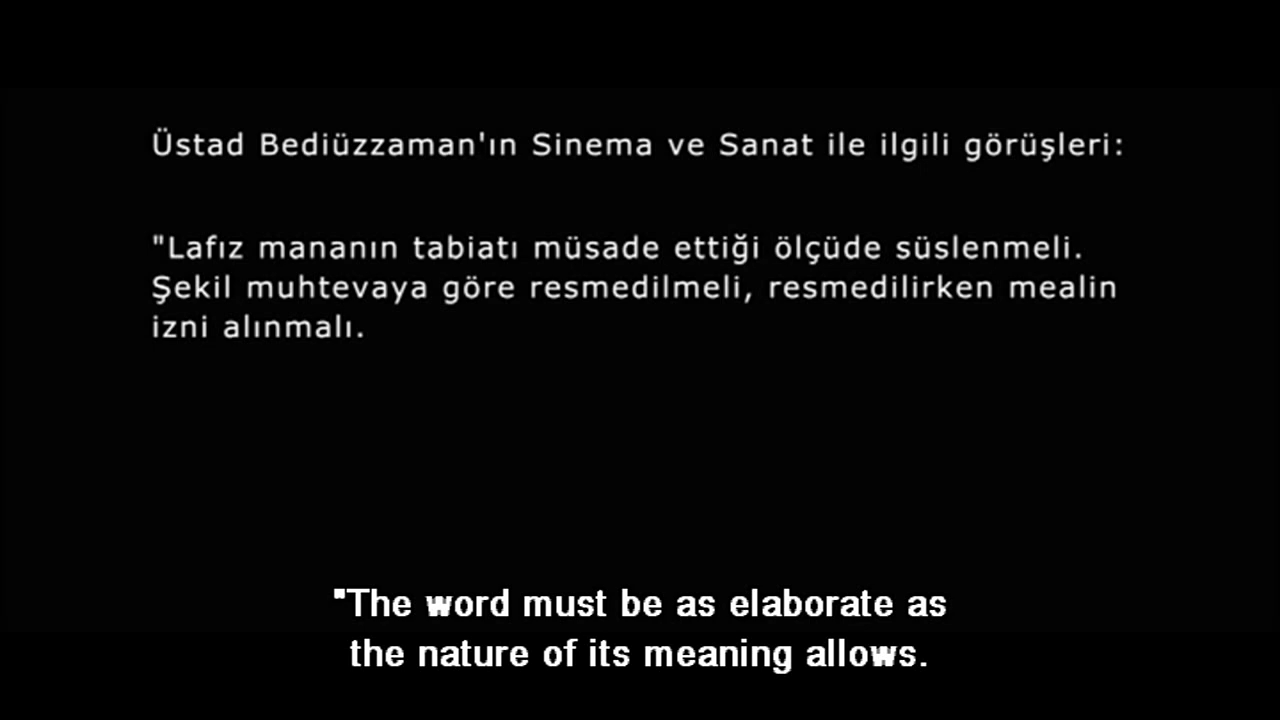 Üstad Bediüzzaman'ın Sinema ve Sanat ile ilgili görüşleri:
"Lafız mananın tabiatı müsade ettiği ölçüde süslenmeli.
Şekil muhtevaya göre resmedilmeli, resmedilirken mealin
izni alınmalı.
"The word must be as elaborate as
the nature of its meaning allows.